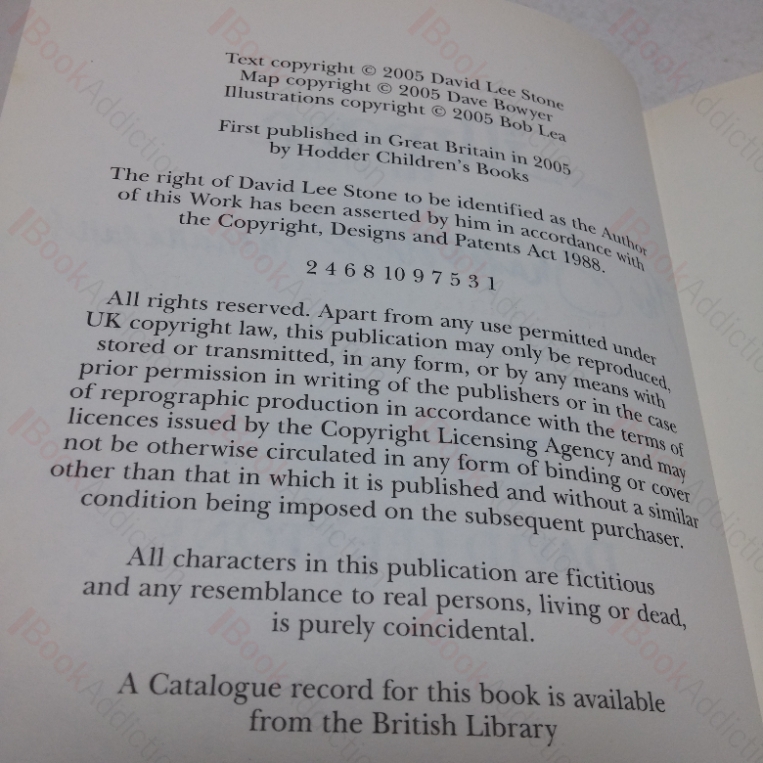 Text copyright © 2005 David Lee Stone
Map copyright © 2005 Dave Bowyer
Illustrations copyright © 2005 Bob Lea
First published in Great Britain in 2005
by Hodder Children's Books
The right of David Lee Stone to be identified as the Author
of this Work has been asserted by him in accordance with
the Copyright, Designs and Patents Act 1988.
2 4 6 8 10 9 7 5 3 1
All rights reserved. Apart from any use permitted under
UK copyright law, this publication may only be reproduced,
stored or transmitted, in any form, or by any means with
prior permission in writing of the publishers or in the case
of reprographic production in accordance with the terms of
licences issued by the Copyright Licensing Agency and may
not be otherwise circulated in any form of binding or cover
other than that in which it is published and without a similar
condition being imposed on the subsequent purchaser.
All characters in this publication are fictitious
and any resemblance to real persons, living or dead,
is purely coincidental.
A Catalogue record for this book is available
from the British Library
BookAddiction